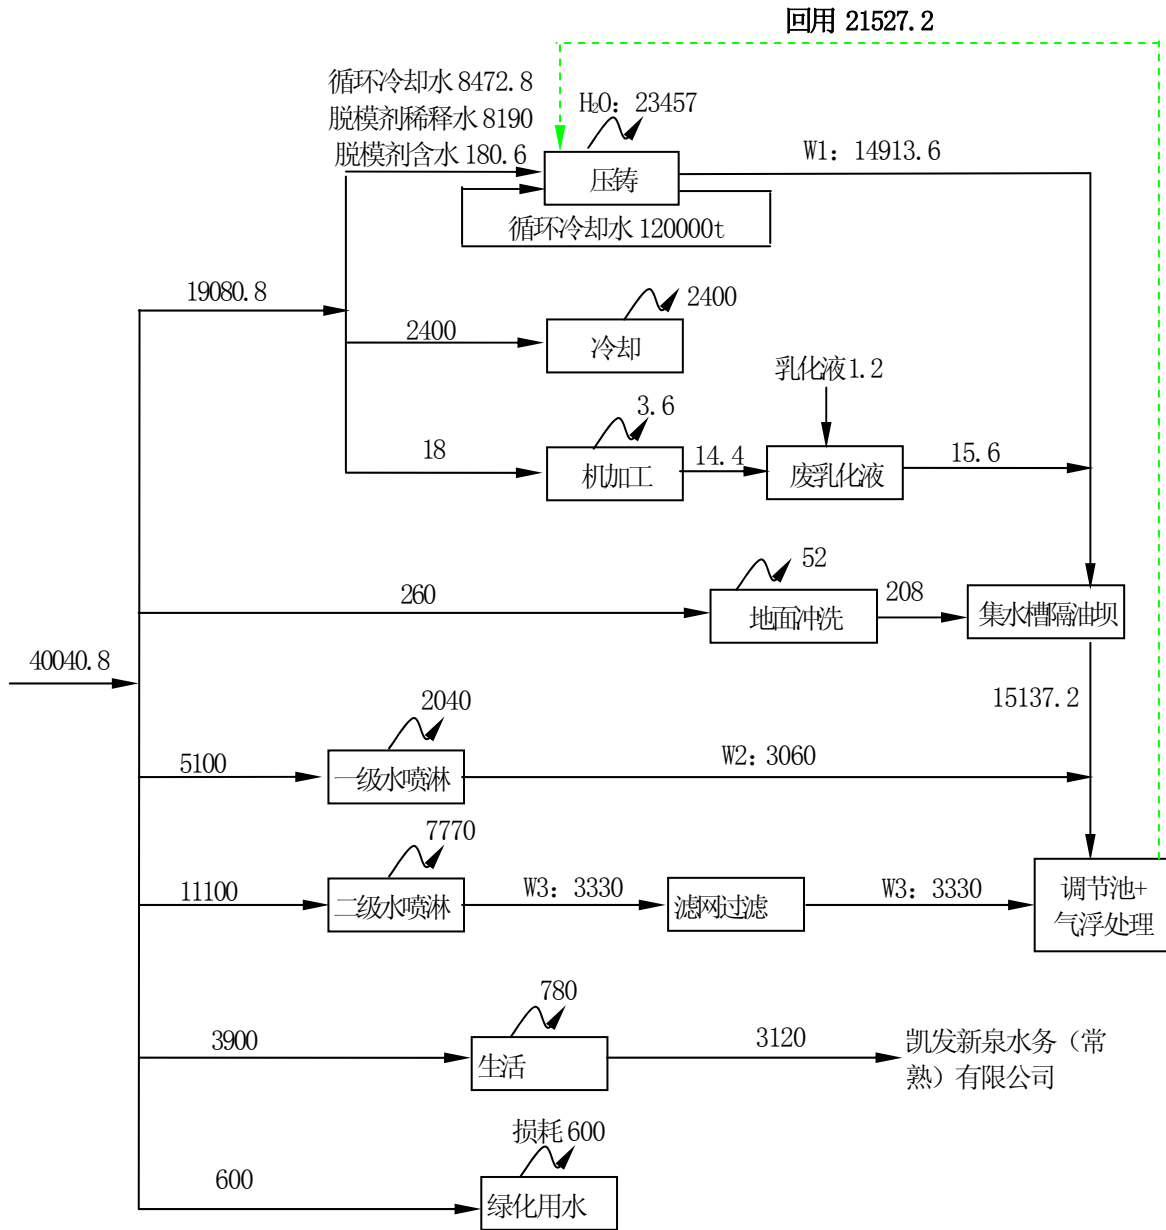 回用 21527.2
循环冷却水 8472.8
脱模剂稀释水 8190
脱模剂含水 180.6
H₂O：23457
压铸
W1：14913.6
循环冷却水 120000t
19080.8
2400
冷却
2400
乳化液 1.2
18
3.6
机加工
14.4
废乳化液
15.6
260
52
地面冲洗
208
集水槽隔油坝
40040.8
15137.2
5100
2040
一级水喷淋
W2：3060
11100
7770
二级水喷淋
W3：3330
滤网过滤
W3：3330
调节池+
气浮处理
3900
780
生活
3120
凯发新泉水务（常
熟）有限公司
600
损耗 600
绿化用水